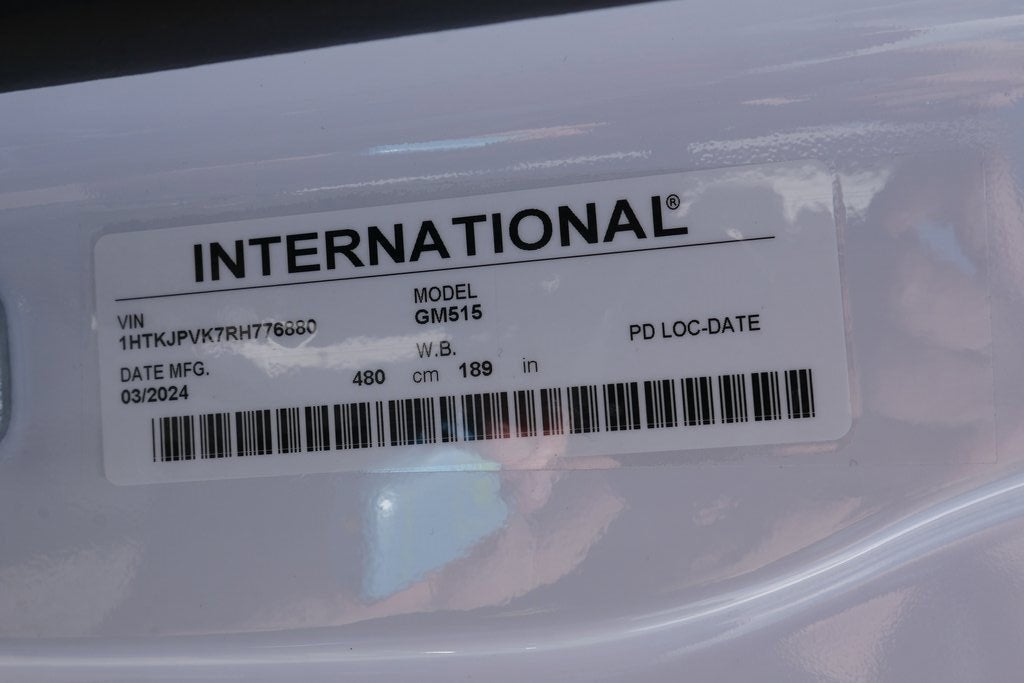 INTERNATIONAL®
VIN
1HTKJPVK7RH776880
MODEL
GM515
DATE MFG.
03/2024
W.B.
480 cm 189 in
PD LOC-DATE